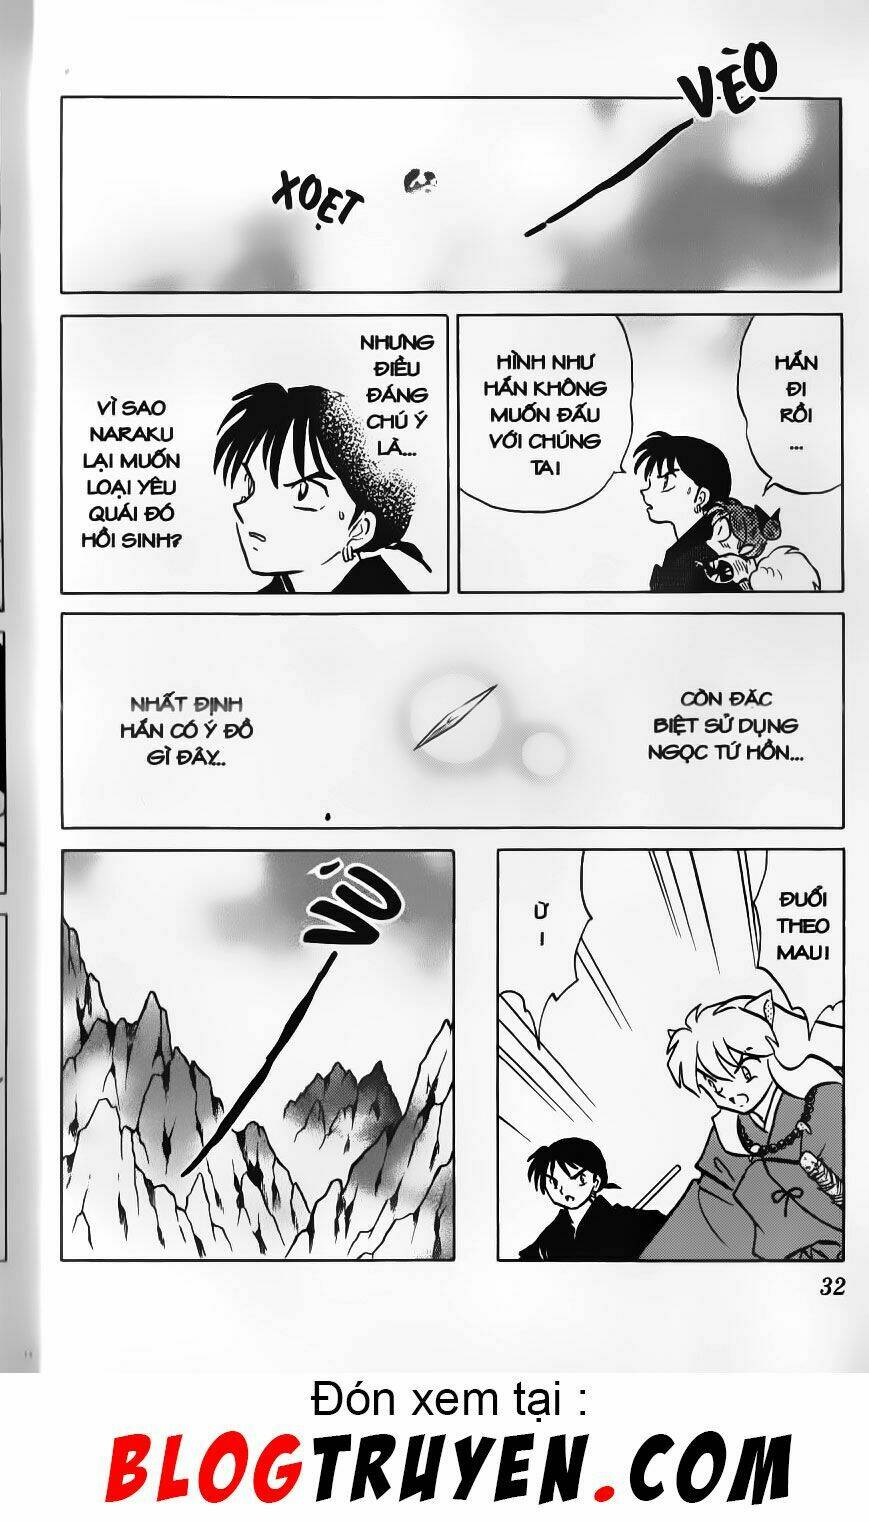 VÈO
XOẸT
HẮN
ĐI
RỒI
...
HÌNH NHƯ
HẮN KHÔNG
MUỐN ĐẤU
VỚI CHÚNG
TA!
NHƯNG
ĐIỀU
ĐÁNG
CHÚ Ý
LÀ...
VÌ SAO
NARAKU
LẠI MUỐN
LOẠI YÊU
QUÁI ĐÓ
HỒI SINH?
CÒN ĐẶC
BIỆT SỬ DỤNG
NGỌC TỨ HỒN...
NHẤT ĐỊNH
HẮN CÓ Ý ĐỒ
GÌ ĐÂY...
ĐUỔI
THEO
MAU!
Ừ
!
VÙ
32
Đón xem tại :
BLOGTRUYEN.COM